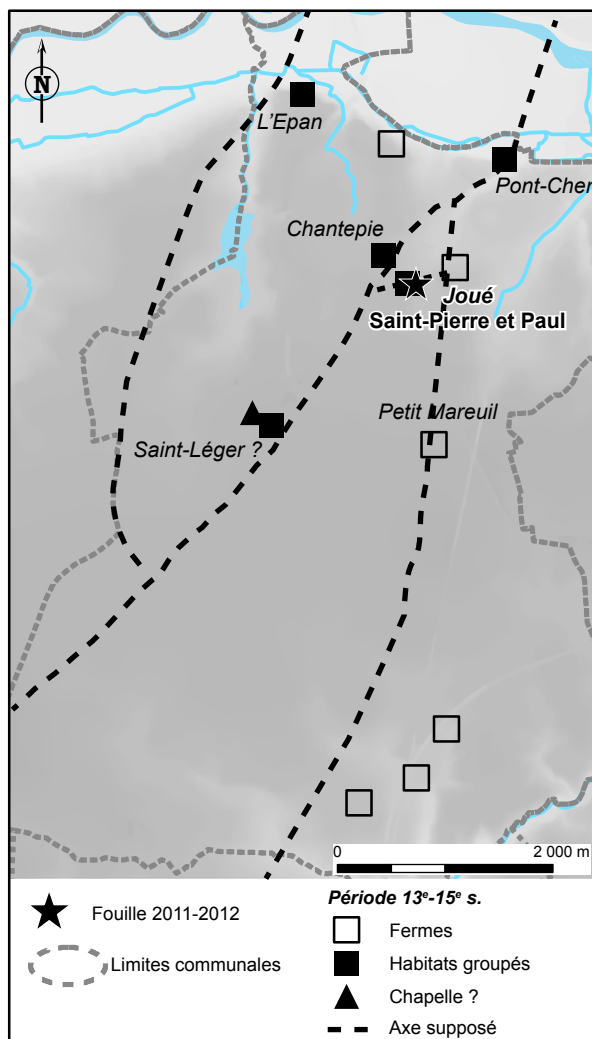 N
L'Epan
Pont-Cher
Chantepie
Joué
Saint-Pierre et Paul
Petit Mareuil
Saint-Léger ?
0 2 000 m
Fouille 2011-2012
Limites communales
Période 13e-15e s.
Fermes
Habitats groupés
Chapelle ?
Axe supposé